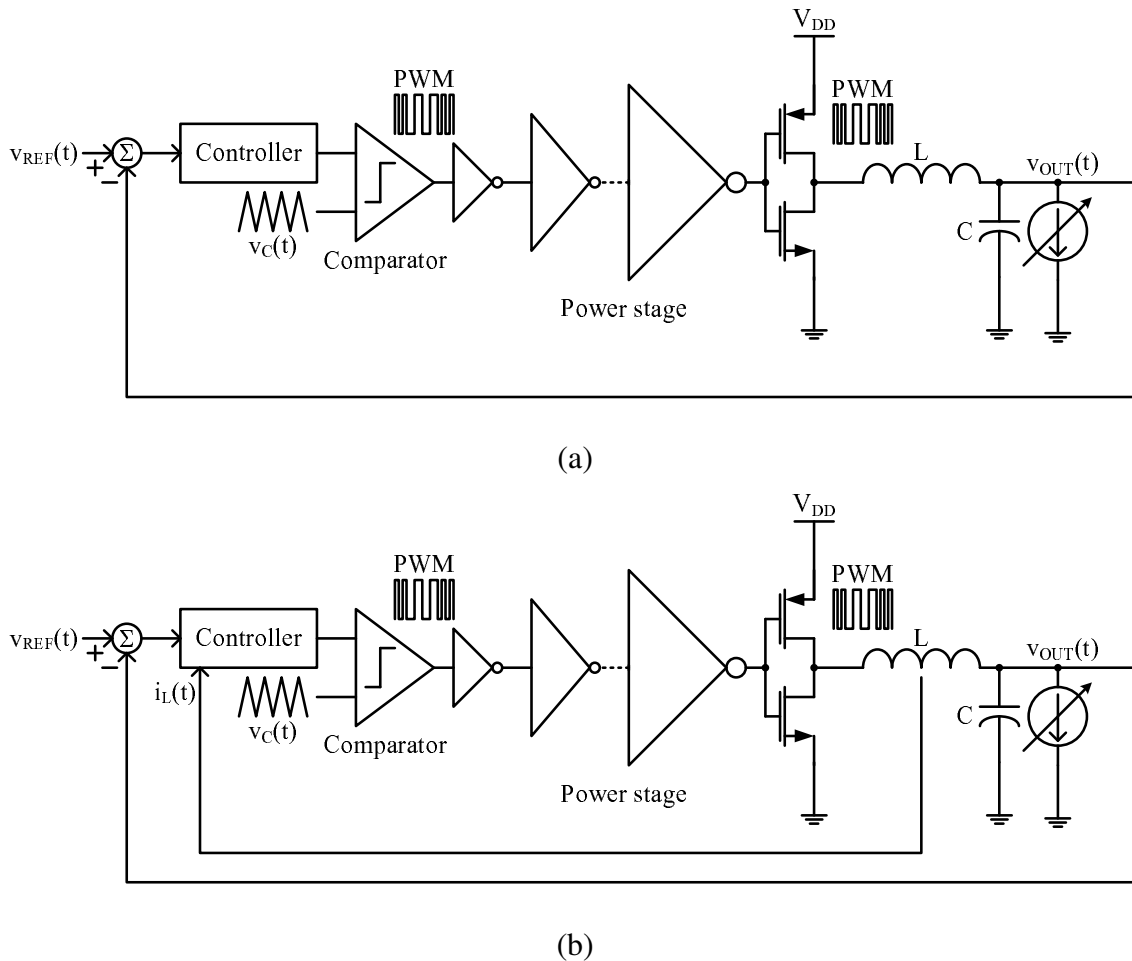 V_DD
PWM
PWM
L
v_REF(t)
+
−
Σ
Controller
v_OUT(t)
v_C(t)
C
Comparator
Power stage
(a)
V_DD
PWM
PWM
L
v_REF(t)
+
−
Σ
Controller
v_OUT(t)
i_L(t)
v_C(t)
C
Comparator
Power stage
(b)